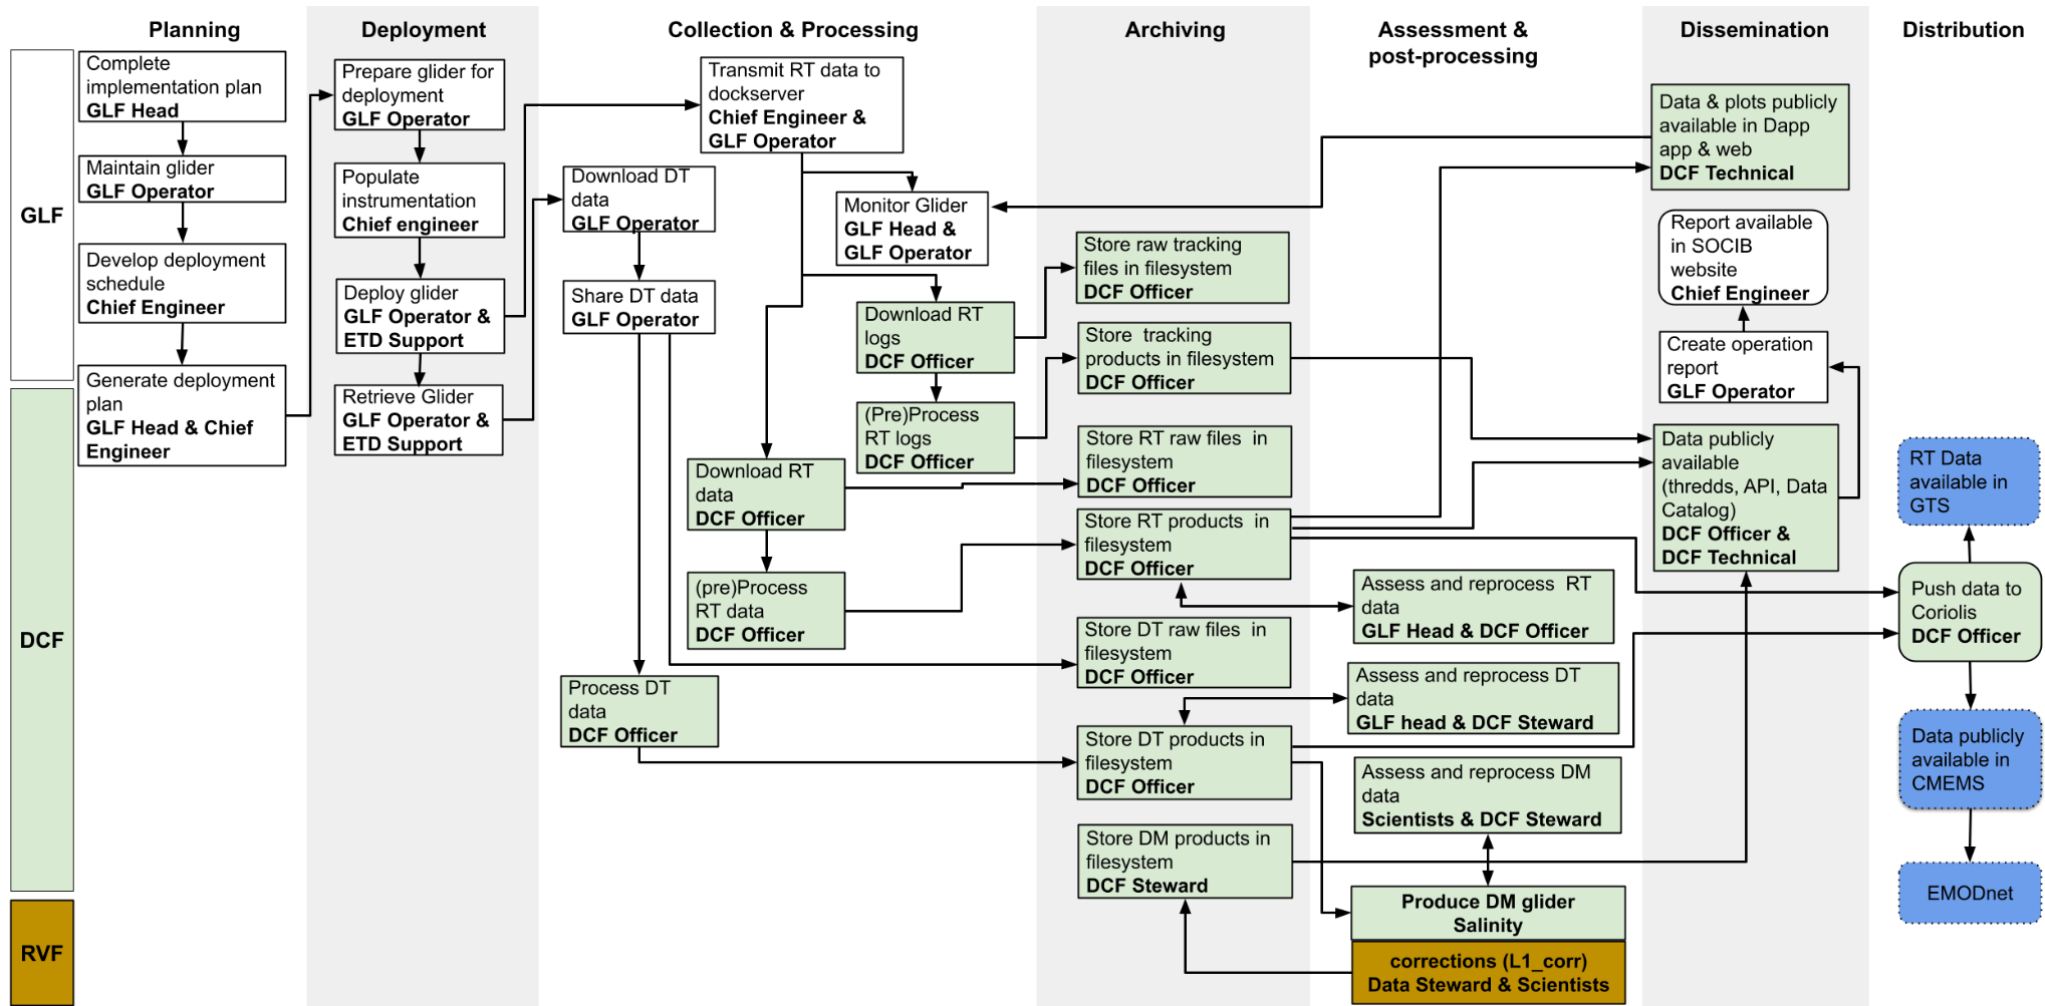 Planning
Deployment
Collection & Processing
Archiving
Assessment &
post-processing
Dissemination
Distribution
GLF
DCF
RVF
Complete
implementation plan
GLF Head
Maintain glider
GLF Operator
Develop deployment
schedule
Chief Engineer
Generate deployment
plan
GLF Head & Chief
Engineer
Prepare glider for
deployment
GLF Operator
Populate
instrumentation
Chief engineer
Deploy glider
GLF Operator &
ETD Support
Retrieve Glider
GLF Operator &
ETD Support
Transmit RT data to
dockserver
Chief Engineer &
GLF Operator
Download DT
data
GLF Operator
Share DT data
GLF Operator
Monitor Glider
GLF Head &
GLF Operator
Download RT
logs
DCF Officer
(Pre)Process
RT logs
DCF Officer
Download RT
data
DCF Officer
(pre)Process
RT data
DCF Officer
Process DT
data
DCF Officer
Store raw tracking
files in filesystem
DCF Officer
Store tracking
products in filesystem
DCF Officer
Store RT raw files in
filesystem
DCF Officer
Store RT products in
filesystem
DCF Officer
Store DT raw files in
filesystem
DCF Officer
Store DT products in
filesystem
DCF Officer
Store DM products in
filesystem
DCF Steward
Assess and reprocess RT
data
GLF Head & DCF Officer
Assess and reprocess DT
data
GLF head & DCF Steward
Assess and reprocess DM
data
Scientists & DCF Steward
Produce DM glider
Salinity
corrections (L1_corr)
Data Steward & Scientists
Data & plots publicly
available in Dapp
app & web
DCF Technical
Report available
in SOCIB
website
Chief Engineer
Create operation
report
GLF Operator
Data publicly
available
(thredds, API, Data
Catalog)
DCF Officer &
DCF Technical
RT Data
available in
GTS
Push data to
Coriolis
DCF Officer
Data publicly
available in
CMEMS
EMODnet